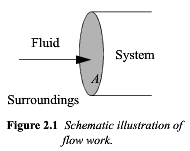 Fluid
System
A
Surroundings
Figure 2.1 Schematic illustration of
flow work.